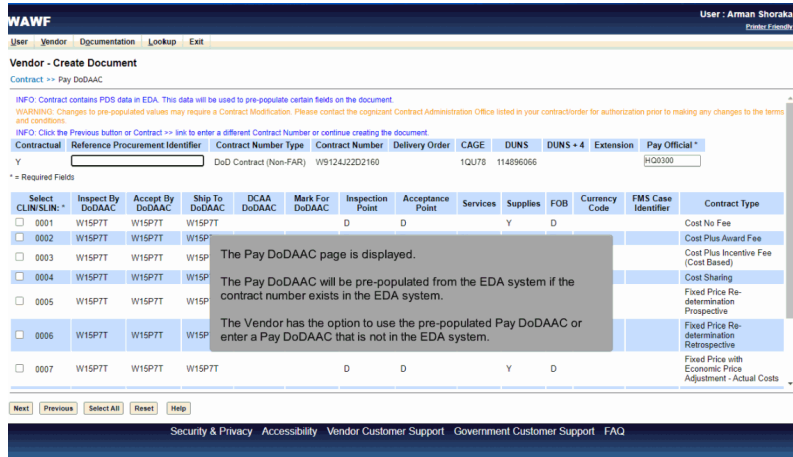 WAWF
User : Arman Shoraka
Printer Friendly
User Vendor Documentation Lookup Exit
Vendor - Create Document
Contract >> Pay DoDAAC
INFO: Contract contains PDS data in EDA. This data will be used to pre-populate certain fields on the document.
WARNING: Changes to pre-populated values may require a Contract Modification. Please contact the cognizant Contract Administration Office listed in your contract/order for authorization prior to making any changes to the terms
and conditions.
INFO: Click the Previous button or Contract >> link to enter a different Contract Number or continue creating the document.
Contractual Reference Procurement Identifier Contract Number Type Contract Number Delivery Order CAGE DUNS DUNS + 4 Extension Pay Official *
Y DoD Contract (Non-FAR) W9124J22D2160 1QU78 114896066 HQ0300
* = Required Fields
Select CLIN/SLIN: * Inspect By DoDAAC Accept By DoDAAC Ship To DoDAAC DCAA DoDAAC Mark For DoDAAC Inspection Point Acceptance Point Services Supplies FOB Currency Code FMS Case Identifier Contract Type
0001 W15P7T W15P7T W15P7T D D Y D Cost No Fee
0002 W15P7T W15P7T W15P7T Cost Plus Award Fee
0003 W15P7T W15P7T W15P Cost Plus Incentive Fee
(Cost Based)
0004 W15P7T W15P7T W15P Cost Sharing
0005 W15P7T W15P7T W15P Fixed Price Re-
determination
Prospective
0006 W15P7T W15P7T W15P Fixed Price Re-
determination
Retrospective
0007 W15P7T W15P7T W15P7T D D Y D Fixed Price with
Economic Price
Adjustment - Actual Costs
The Pay DoDAAC page is displayed.
The Pay DoDAAC will be pre-populated from the EDA system if the
contract number exists in the EDA system.
The Vendor has the option to use the pre-populated Pay DoDAAC or
enter a Pay DoDAAC that is not in the EDA system.
Next Previous Select All Reset Help
Security & Privacy Accessibility Vendor Customer Support Government Customer Support FAQ